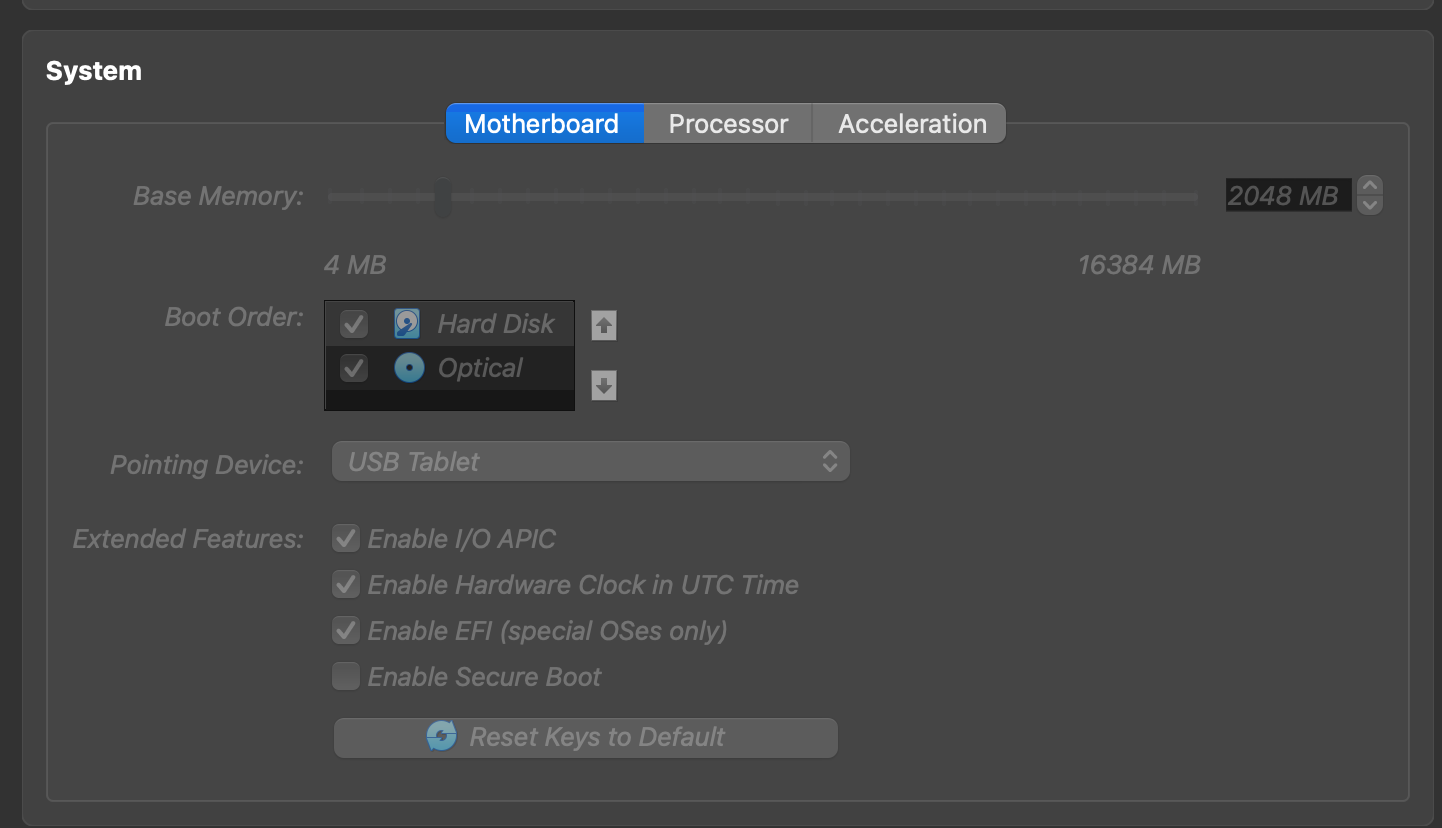 System
Motherboard Processor Acceleration
Base Memory: 2048 MB
4 MB 16384 MB
Boot Order: Hard Disk
Optical
Pointing Device: USB Tablet
Extended Features: Enable I/O APIC
Enable Hardware Clock in UTC Time
Enable EFI (special OSes only)
Enable Secure Boot
Reset Keys to Default